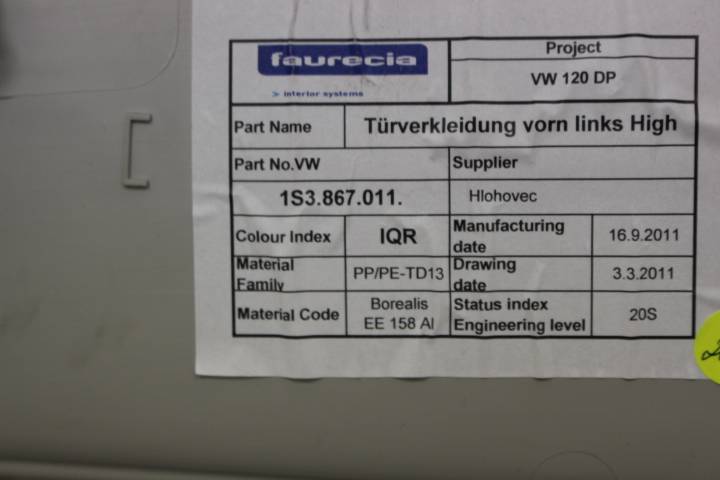 faurecia
> interior systems
Project
VW 120 DP
Part Name
Türverkleidung vorn links High
Part No.VW
Supplier
1S3.867.011.
Hlohovec
Colour Index
IQR
Manufacturing
date
16.9.2011
Material
Family
PP/PE-TD13
Drawing
date
3.3.2011
Material Code
Borealis
EE 158 AI
Status index
Engineering level
20S